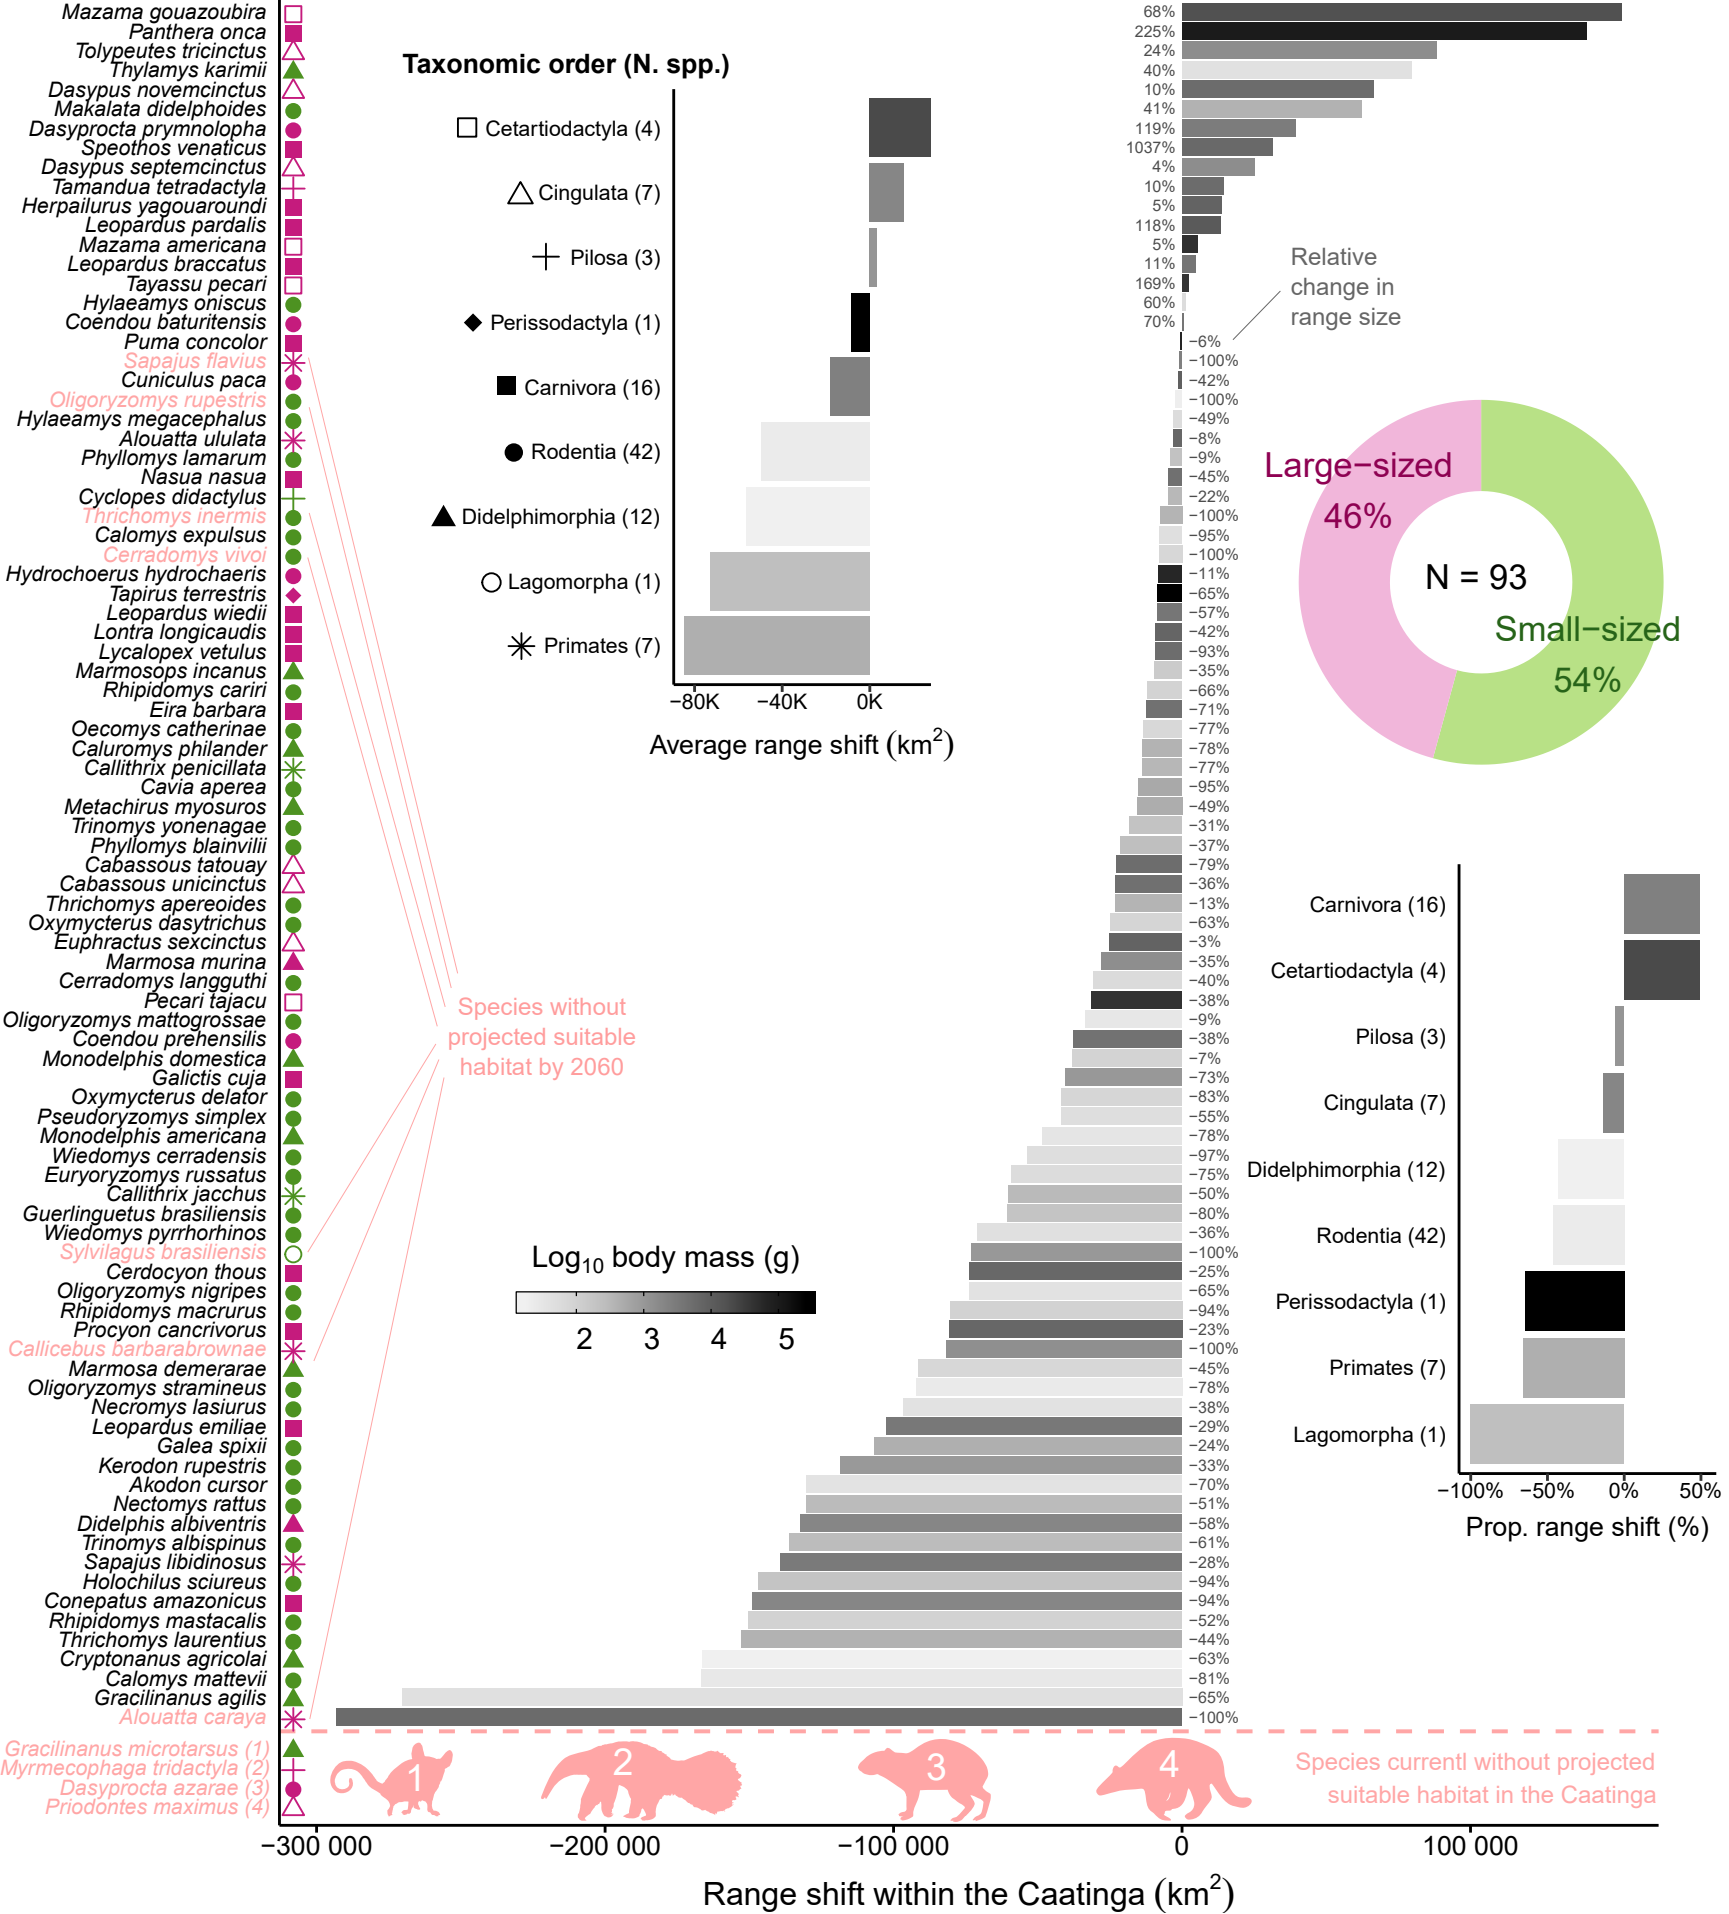 Mazama gouazoubira
Panthera onca
Tolypeutes tricinctus
Thylamys karimii
Dasypus novemcinctus
Makalata didelphoides
Dasyprocta prymnolopha
Speothos venaticus
Dasypus septemcinctus
Tamandua tetradactyla
Herpailurus yagouaroundi
Leopardus pardalis
Mazama americana
Leopardus braccatus
Tayassu pecari
Hylaeamys oniscus
Coendou baturitensis
Puma concolor
Sapajus flavius
Cuniculus paca
Oligoryzomys rupestris
Hylaeamys megacephalus
Alouatta ululata
Phyllomys lamarum
Nasua nasua
Cyclopes didactylus
Thrichomys inermis
Calomys expulsus
Cerradomys vivoi
Hydrochoerus hydrochaeris
Tapirus terrestris
Leopardus wiedii
Lontra longicaudis
Lycalopex vetulus
Marmosops incanus
Rhipidomys cariri
Eira barbara
Oecomys catherinae
Caluromys philander
Callithrix penicillata
Cavia aperea
Metachirus myosuros
Trinomys yonenagae
Phyllomys blainvilii
Cabassous tatouay
Cabassous unicinctus
Thrichomys apereoides
Oxymycterus dasytrichus
Euphractus sexcinctus
Marmosa murina
Cerradomys langguthi
Pecari tajacu
Oligoryzomys mattogrossae
Coendou prehensilis
Monodelphis domestica
Galictis cuja
Oxymycterus delator
Pseudoryzomys simplex
Monodelphis americana
Wiedomys cerradensis
Euryoryzomys russatus
Callithrix jacchus
Guerlinguetus brasiliensis
Wiedomys pyrrhorhinos
Sylvilagus brasiliensis
Cerdocyon thous
Oligoryzomys nigripes
Rhipidomys macrurus
Procyon cancrivorus
Callicebus barbarabrownae
Marmosa demerarae
Oligoryzomys stramineus
Necromys lasiurus
Leopardus emiliae
Galea spixii
Kerodon rupestris
Akodon cursor
Nectomys rattus
Didelphis albiventris
Trinomys albispinus
Sapajus libidinosus
Holochilus sciureus
Conepatus amazonicus
Rhipidomys mastacalis
Thrichomys laurentius
Cryptonanus agricolai
Calomys mattevii
Gracilinanus agilis
Alouatta caraya
Gracilinanus microtarsus (1)
Myrmecophaga tridactyla (2)
Dasyprocta azarae (3)
Priodontes maximus (4)
Taxonomic order (N. spp.)
Cetartiodactyla (4)
Cingulata (7)
Pilosa (3)
Perissodactyla (1)
Carnivora (16)
Rodentia (42)
Didelphimorphia (12)
Lagomorpha (1)
Primates (7)
−80K −40K 0K
Average range shift (km2)
Species without
projected suitable
habitat by 2060
Log10 body mass (g)
2 3 4 5
68%
225%
24%
40%
10%
41%
119%
1037%
4%
10%
5%
118%
5%
11%
169%
60%
70%
−6%
−100%
−42%
−100%
−49%
−8%
−9%
−45%
−22%
−100%
−95%
−100%
−11%
−65%
−57%
−42%
−93%
−35%
−66%
−71%
−77%
−78%
−77%
−95%
−49%
−31%
−37%
−79%
−36%
−13%
−63%
−3%
−35%
−40%
−38%
−9%
−38%
−7%
−73%
−83%
−55%
−78%
−97%
−75%
−50%
−80%
−36%
−100%
−25%
−65%
−94%
−23%
−100%
−45%
−78%
−38%
−29%
−24%
−33%
−70%
−51%
−58%
−61%
−28%
−94%
−94%
−52%
−44%
−63%
−81%
−65%
−100%
Relative
change in
range size
Large−sized
46%
N = 93
Small−sized
54%
Carnivora (16)
Cetartiodactyla (4)
Pilosa (3)
Cingulata (7)
Didelphimorphia (12)
Rodentia (42)
Perissodactyla (1)
Primates (7)
Lagomorpha (1)
−100% −50% 0% 50%
Prop. range shift (%)
1 2 3 4
Species currentl without projected
suitable habitat in the Caatinga
−300 000 −200 000 −100 000 0 100 000
Range shift within the Caatinga (km2)